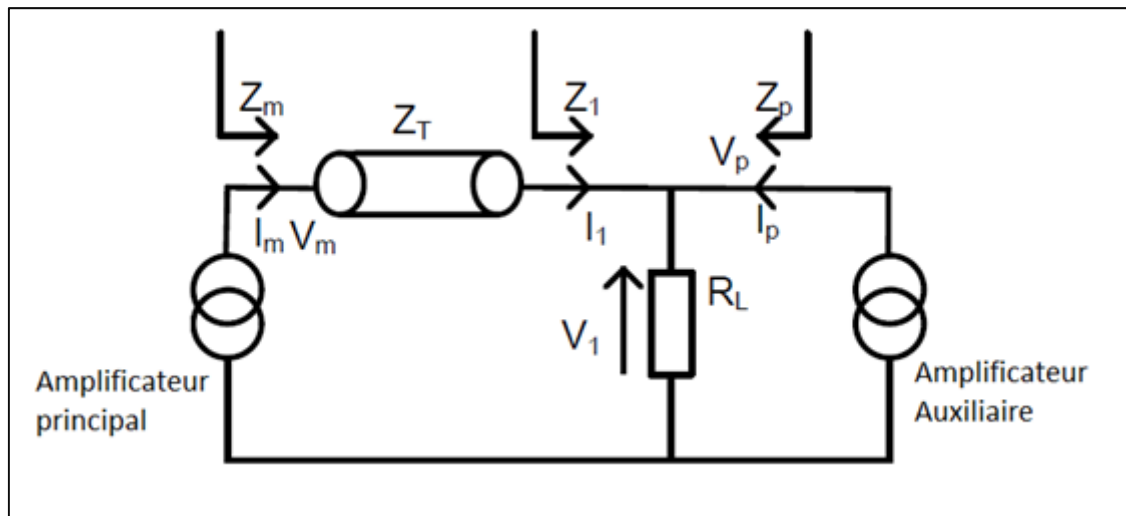 Zm
Z1
Zp
ZT
Vp
Im Vm
I1
Ip
RL
V1
Amplificateur
principal
Amplificateur
Auxiliaire